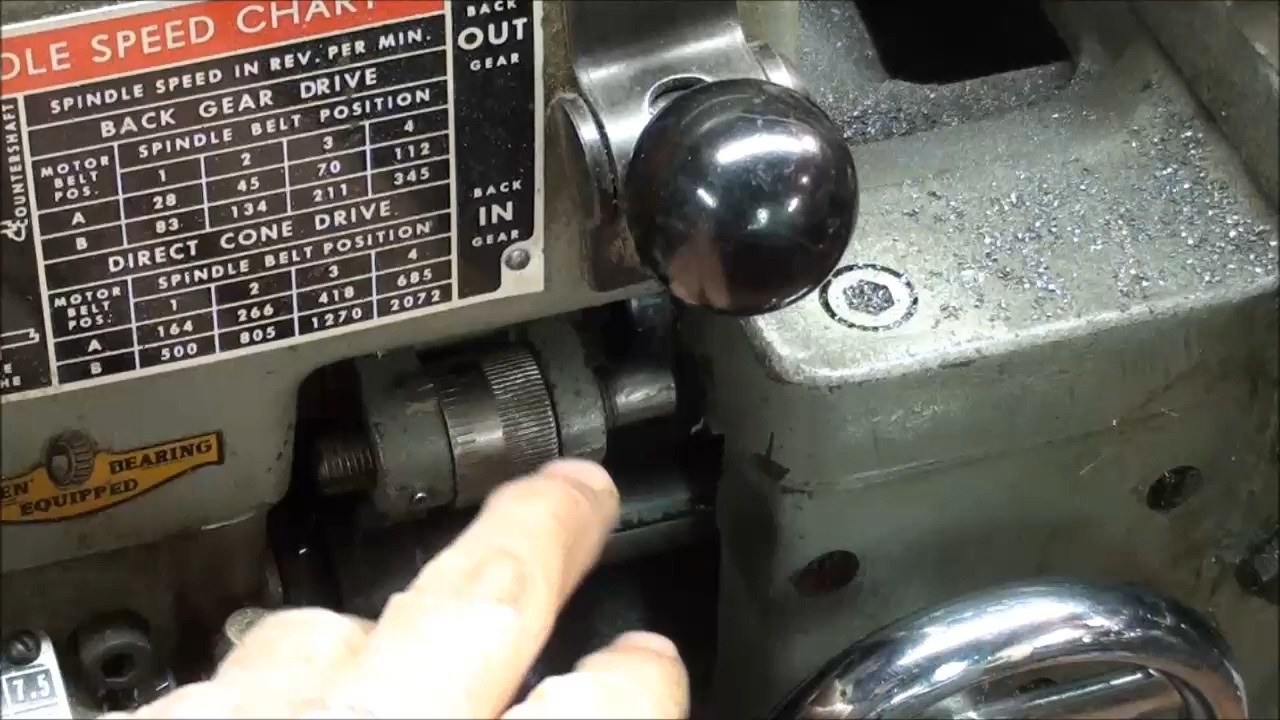 DLE SPEED CHART
SPINDLE SPEED IN REV. PER MIN.
BACK GEAR DRIVE
MOTOR BELT POS. SPINDLE BELT POSITION
1 2 3 4
A 28 45 70 112
B 83 134 211 345
DIRECT CONE DRIVE
MOTOR BELT POS. SPINDLE BELT POSITION
1 2 3 4
A 164 266 418 685
B 500 805 1270 2072
COUNTERSHAFT
BACK
OUT
GEAR
BACK
IN
GEAR
EN BEARING
EQUIPPED
7.5